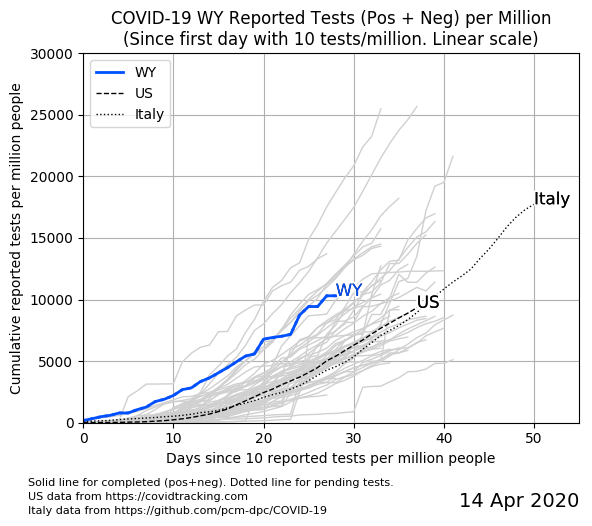 COVID-19 WY Reported Tests (Pos + Neg) per Million
(Since first day with 10 tests/million. Linear scale)
30000
25000
20000
15000
10000
5000
0
Cumulative reported tests per million people
WY
US
Italy
WY
US
Italy
0 10 20 30 40 50
Days since 10 reported tests per million people
Solid line for completed (pos+neg). Dotted line for pending tests.
US data from https://covidtracking.com
Italy data from https://github.com/pcm-dpc/COVID-19
14 Apr 2020